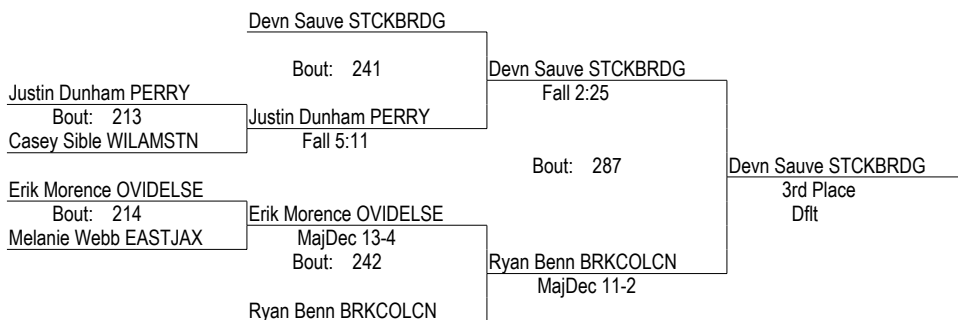 Devn Sauve STCKBRDG
Bout: 241
Devn Sauve STCKBRDG
Justin Dunham PERRY
Fall 2:25
Bout: 213
Justin Dunham PERRY
Casey Sible WILAMSTN
Fall 5:11
Bout: 287
Devn Sauve STCKBRDG
Erik Morence OVIDELSE
3rd Place
Bout: 214
Erik Morence OVIDELSE
Dflt
Melanie Webb EASTJAX
MajDec 13-4
Bout: 242
Ryan Benn BRKCOLCN
MajDec 11-2
Ryan Benn BRKCOLCN